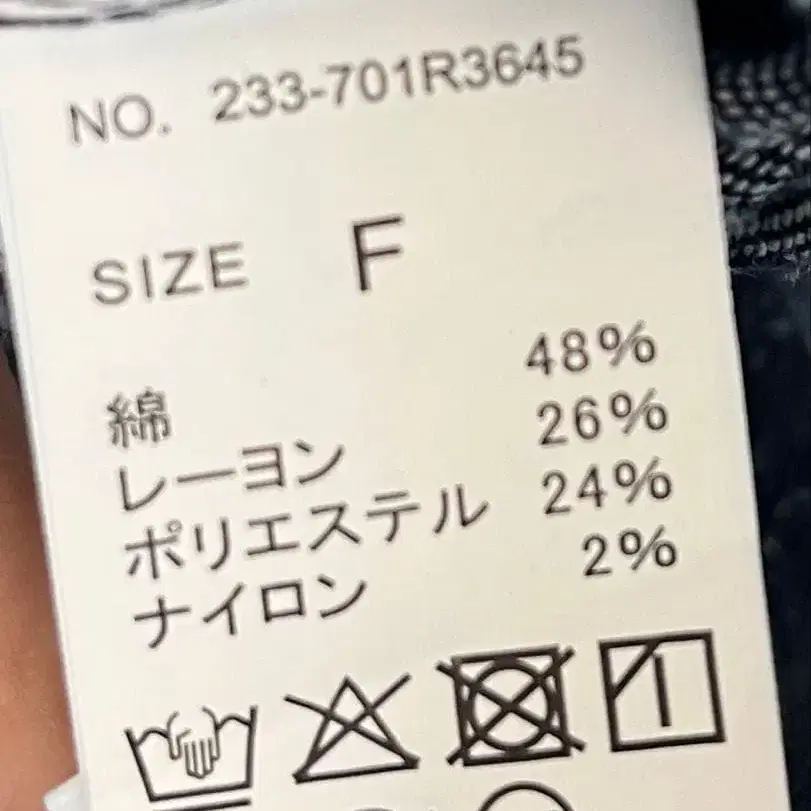 NO. 233-701R3645
SIZE F
綿 48%
レーヨン 26%
ポリエステル 24%
ナイロン 2%